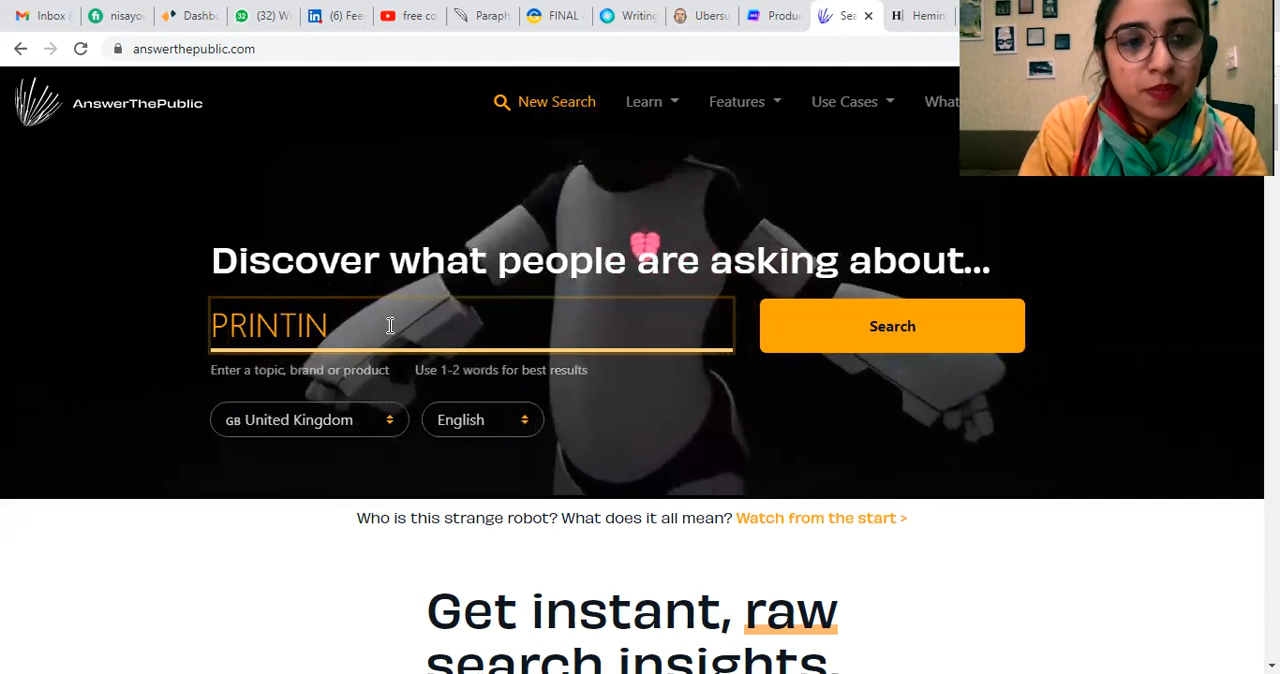 Inbox
nisayou
Dashb
(32) W
(6) Fee
free co
Paraph
FINAL
Writing
Ubersu
Produc
Sea
Heming
answerthepublic.com
AnswerThePublic
New Search
Learn
Features
Use Cases
What
Discover what people are asking about...
PRINTIN
Search
Enter a topic, brand or product
Use 1-2 words for best results
GB United Kingdom
English
Who is this strange robot? What does it all mean? Watch from the start >
Get instant, raw
search insights.